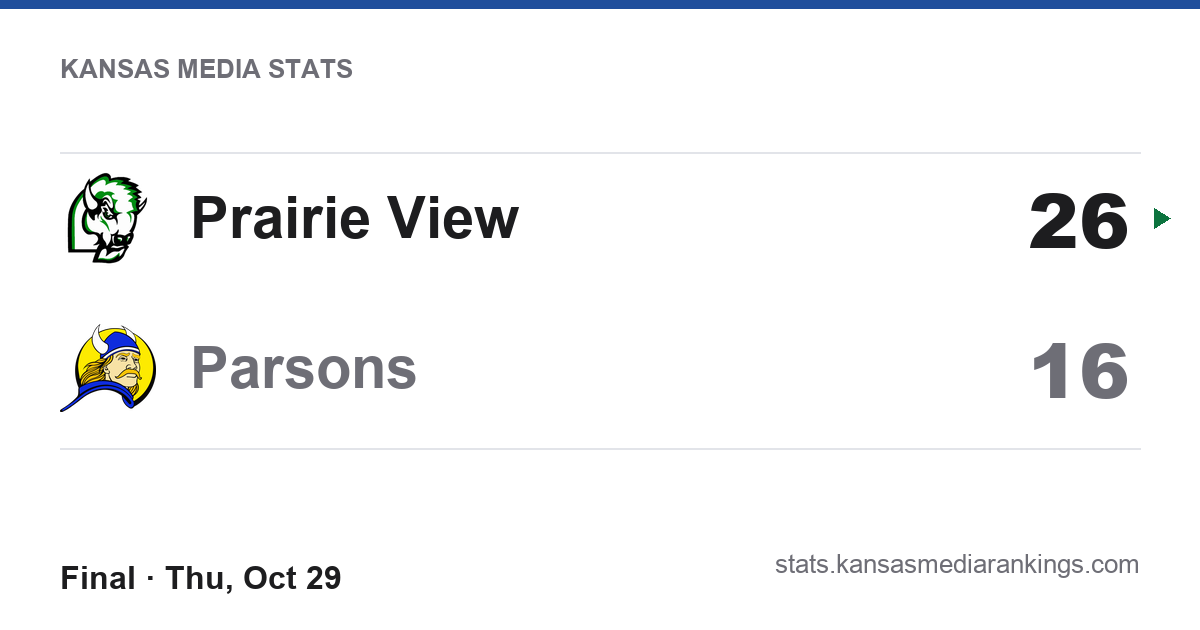 KANSAS MEDIA STATS
Prairie View 26
Parsons 16
Final · Thu, Oct 29
stats.kansasmediarankings.com